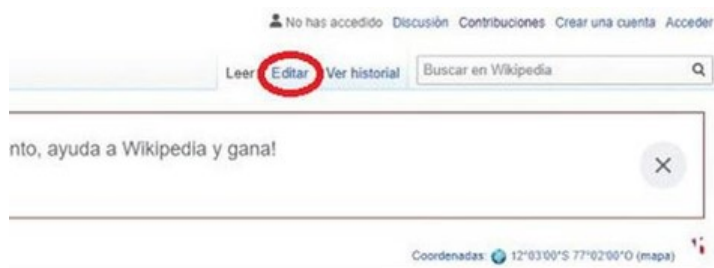 No has accedido Discusión Contribuciones Crear una cuenta Acceder
Leer Editar Ver historial Buscar en Wikipedia
nto, ayuda a Wikipedia y gana!
Coordenadas: 12°03′00″S 77°02′00″O (mapa)